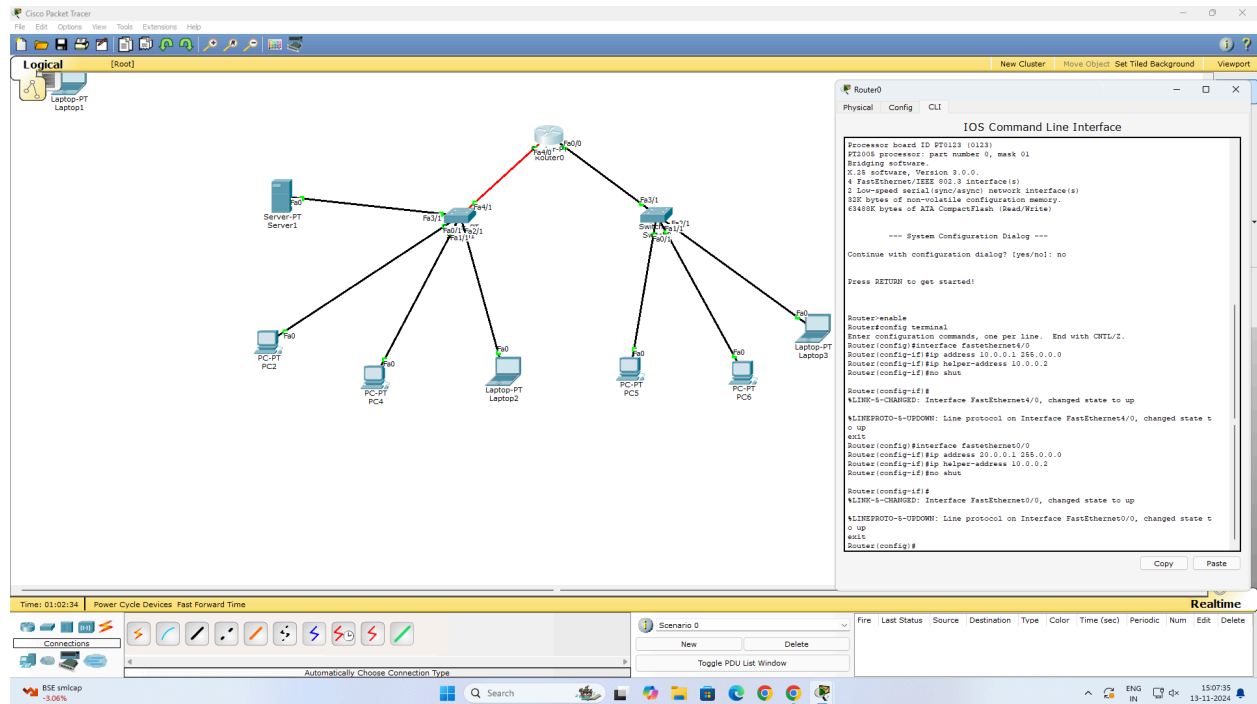 Cisco Packet Tracer
File Edit Options View Tools Extensions Help
Logical [Root] New Cluster Move Object Set Tiled Background Viewport
Laptop-PT
Laptop1
Fa0/0
Fa4/0
Router0
Fa0
Server-PT
Server1
Fa3/1
Fa4/1
Fa0/1
Fa2/1
Fa1/1
Fa3/1
Fa1/1
Fa0/1
Fa0
PC-PT
PC2
Fa0
PC-PT
PC4
Fa0
Laptop-PT
Laptop2
Fa0
PC-PT
PC5
Fa0
PC-PT
PC6
Fa0
Laptop-PT
Laptop3
Router0
Physical Config CLI
IOS Command Line Interface
Processor board ID PT0123 (0123)
PT2005 processor: part number 0, mask 01
Bridging software.
X.25 software, Version 3.0.0.
4 FastEthernet/IEEE 802.3 interface(s)
2 Low-speed serial(sync/async) network interface(s)
32K bytes of non-volatile configuration memory.
63488K bytes of ATA CompactFlash (Read/Write)
--- System Configuration Dialog ---
Continue with configuration dialog? [yes/no]: no
Press RETURN to get started!
Router>enable
Router#config terminal
Enter configuration commands, one per line. End with CNTL/Z.
Router(config)#interface fastethernet4/0
Router(config-if)#ip address 10.0.0.1 255.0.0.0
Router(config-if)#ip helper-address 10.0.0.2
Router(config-if)#no shut
Router(config-if)#
%LINK-5-CHANGED: Interface FastEthernet4/0, changed state to up
%LINEPROTO-5-UPDOWN: Line protocol on Interface FastEthernet4/0, changed state t
o up
exit
Router(config)#interface fastethernet0/0
Router(config-if)#ip address 20.0.0.1 255.0.0.0
Router(config-if)#ip helper-address 10.0.0.2
Router(config-if)#no shut
Router(config-if)#
%LINK-5-CHANGED: Interface FastEthernet0/0, changed state to up
%LINEPROTO-5-UPDOWN: Line protocol on Interface FastEthernet0/0, changed state t
o up
exit
Router(config)#
Copy Paste
Time: 01:02:34 Power Cycle Devices Fast Forward Time Realtime
Connections
Automatically Choose Connection Type
Scenario 0
New Delete
Toggle PDU List Window
Fire Last Status Source Destination Type Color Time (sec) Periodic Num Edit Delete
BSE smlcap
-3.06%
Search
ENG
IN
15:07:35
13-11-2024